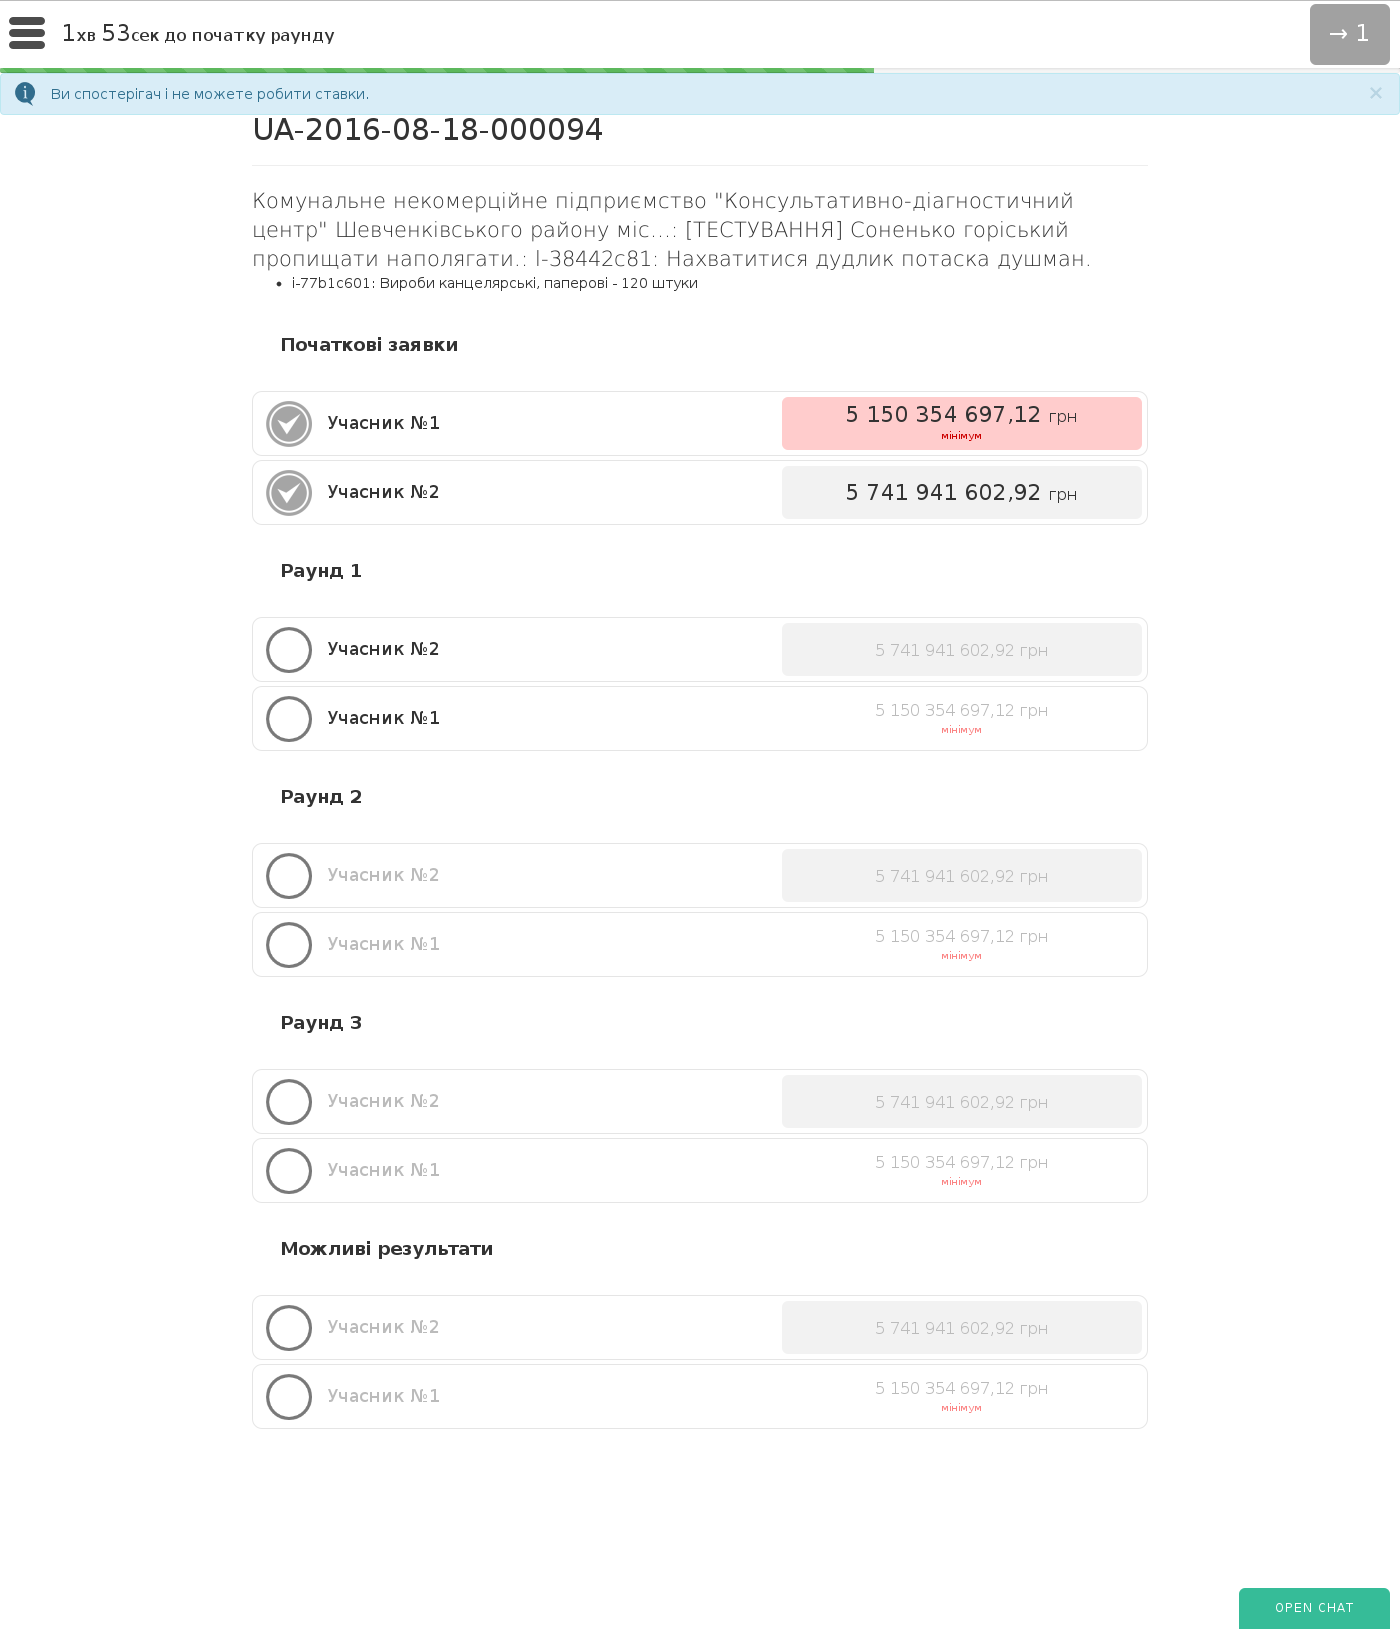 1хв 53сек до початку раунду
→ 1
Ви спостерігач і не можете робити ставки.
×
UA-2016-08-18-000094
Комунальне некомерційне підприємство "Консультативно-діагностичний
центр" Шевченківського району міс...: [ТЕСТУВАННЯ] Соненько горіський
пропищати наполягати.: l-38442c81: Нахватитися дудлик потаска душман.
• i-77b1c601: Вироби канцелярські, паперові - 120 штуки
Початкові заявки
Учасник №1
5 150 354 697,12 грн
мінімум
Учасник №2
5 741 941 602,92 грн
Раунд 1
Учасник №2
5 741 941 602,92 грн
Учасник №1
5 150 354 697,12 грн
мінімум
Раунд 2
Учасник №2
5 741 941 602,92 грн
Учасник №1
5 150 354 697,12 грн
мінімум
Раунд 3
Учасник №2
5 741 941 602,92 грн
Учасник №1
5 150 354 697,12 грн
мінімум
Можливі результати
Учасник №2
5 741 941 602,92 грн
Учасник №1
5 150 354 697,12 грн
мінімум
OPEN CHAT